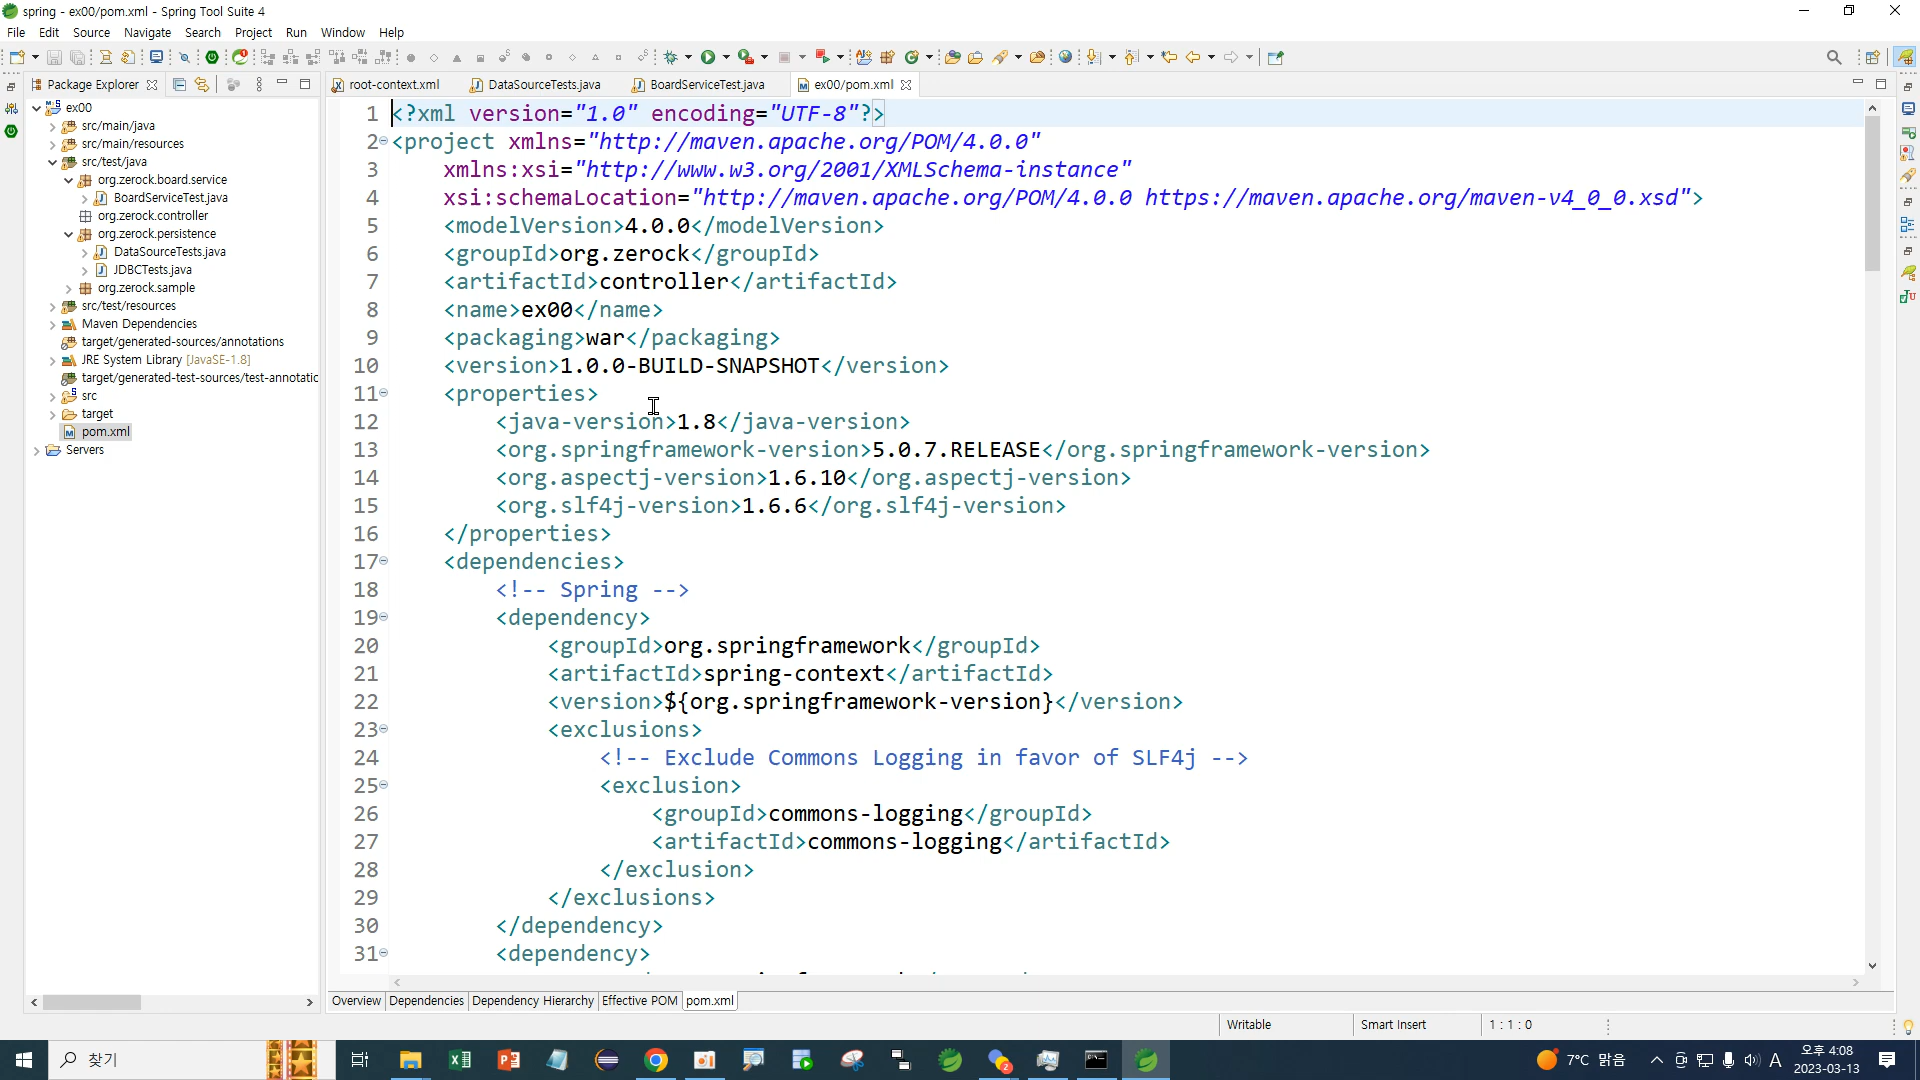 spring - ex00/pom.xml - Spring Tool Suite 4
File Edit Source Navigate Search Project Run Window Help
Package Explorer
root-context.xml DataSourceTests.java BoardServiceTest.java ex00/pom.xml
ex00
src/main/java
src/main/resources
src/test/java
org.zerock.board.service
BoardServiceTest.java
org.zerock.controller
org.zerock.persistence
DataSourceTests.java
JDBCTests.java
org.zerock.sample
src/test/resources
Maven Dependencies
target/generated-sources/annotations
JRE System Library [JavaSE-1.8]
target/generated-test-sources/test-annotatic
src
target
pom.xml
Servers
1 <?xml version="1.0" encoding="UTF-8"?>
2 <project xmlns="http://maven.apache.org/POM/4.0.0"
3 xmlns:xsi="http://www.w3.org/2001/XMLSchema-instance"
4 xsi:schemaLocation="http://maven.apache.org/POM/4.0.0 https://maven.apache.org/maven-v4_0_0.xsd">
5 <modelVersion>4.0.0</modelVersion>
6 <groupId>org.zerock</groupId>
7 <artifactId>controller</artifactId>
8 <name>ex00</name>
9 <packaging>war</packaging>
10 <version>1.0.0-BUILD-SNAPSHOT</version>
11 <properties>
12 <java-version>1.8</java-version>
13 <org.springframework-version>5.0.7.RELEASE</org.springframework-version>
14 <org.aspectj-version>1.6.10</org.aspectj-version>
15 <org.slf4j-version>1.6.6</org.slf4j-version>
16 </properties>
17 <dependencies>
18 <!-- Spring -->
19 <dependency>
20 <groupId>org.springframework</groupId>
21 <artifactId>spring-context</artifactId>
22 <version>${org.springframework-version}</version>
23 <exclusions>
24 <!-- Exclude Commons Logging in favor of SLF4j -->
25 <exclusion>
26 <groupId>commons-logging</groupId>
27 <artifactId>commons-logging</artifactId>
28 </exclusion>
29 </exclusions>
30 </dependency>
31 <dependency>
Overview Dependencies Dependency Hierarchy Effective POM pom.xml
Writable Smart Insert 1 : 1 : 0
찾기
7°C 맑음
A
오후 4:08
2023-03-13